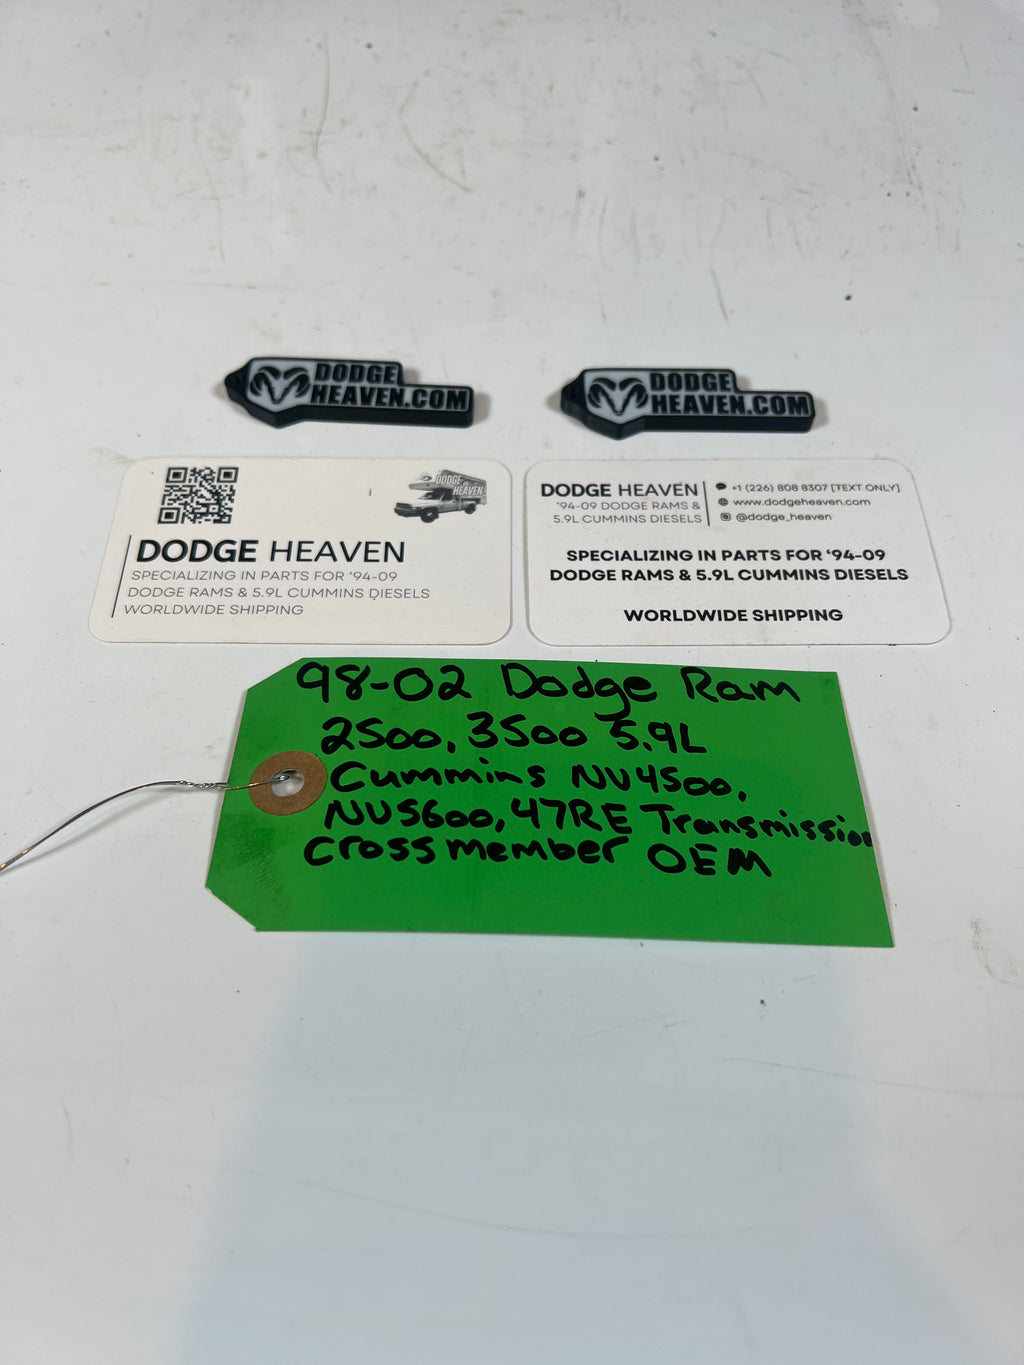 DODGE
HEAVEN.COM
DODGE
HEAVEN.COM
DODGE
HEAVEN
DODGE HEAVEN
SPECIALIZING IN PARTS FOR '94-09
DODGE RAMS & 5.9L CUMMINS DIESELS
WORLDWIDE SHIPPING
DODGE HEAVEN
'94-09 DODGE RAMS &
5.9L CUMMINS DIESELS
+1 (226) 808 8307 [TEXT ONLY]
www.dodgeheaven.com
@dodge_heaven
SPECIALIZING IN PARTS FOR '94-09
DODGE RAMS & 5.9L CUMMINS DIESELS
WORLDWIDE SHIPPING
98-02 Dodge Ram
2500, 3500 5.9L
Cummins NV4500,
NV5600, 47RE Transmission
crossmember OEM